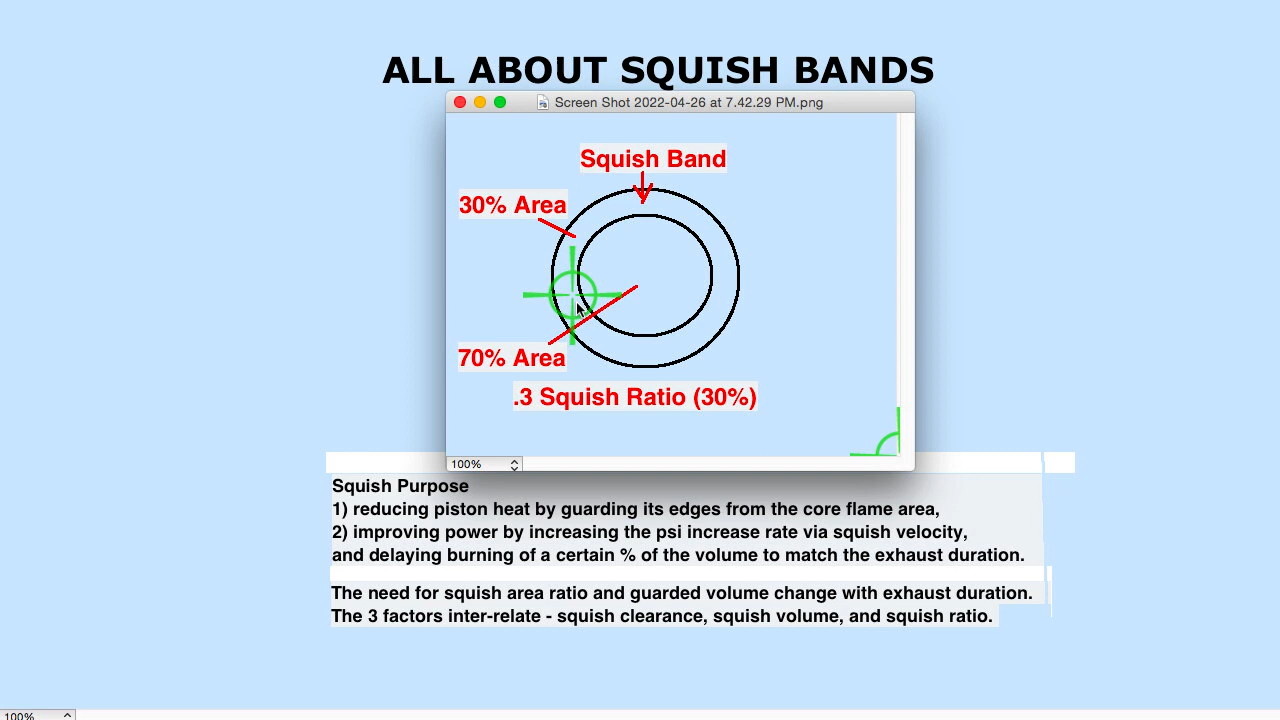 ALL ABOUT SQUISH BANDS
Screen Shot 2022-04-26 at 7.42.29 PM.png
Squish Band
30% Area
70% Area
.3 Squish Ratio (30%)
100%
Squish Purpose
1) reducing piston heat by guarding its edges from the core flame area,
2) improving power by increasing the psi increase rate via squish velocity,
and delaying burning of a certain % of the volume to match the exhaust duration.
The need for squish area ratio and guarded volume change with exhaust duration.
The 3 factors inter-relate - squish clearance, squish volume, and squish ratio.
100%